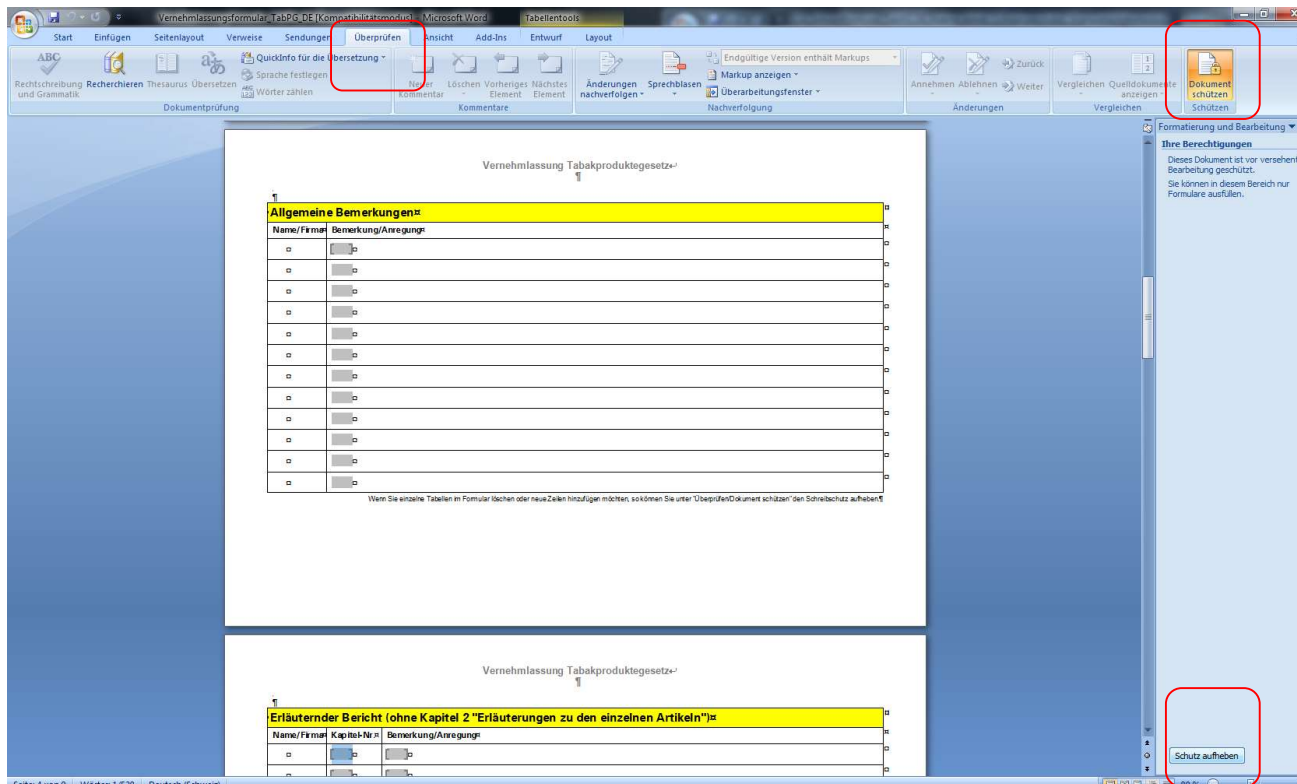 Vernehmlassungsformular_TabPG_DE [Kompatibilitätsmodus] - Microsoft Word Tabellentools
Start Einfügen Seitenlayout Verweise Sendungen Überprüfen Ansicht Add-Ins Entwurf Layout
Rechtschreibung und Grammatik
Recherchieren
Thesaurus
Übersetzen
QuickInfo für die Übersetzung
Sprache festlegen
Wörter zählen
Dokumentprüfung
Neuer Kommentar
Löschen
Vorheriges Element
Nächstes Element
Kommentare
Änderungen nachverfolgen
Sprechblasen
Endgültige Version enthält Markups
Markup anzeigen
Überarbeitungsfenster
Nachverfolgung
Annehmen
Ablehnen
Zurück
Weiter
Änderungen
Vergleichen
Quelldokumente anzeigen
Vergleichen
Dokument schützen
Schützen
Vernehmlassung Tabakproduktegesetz
Allgemeine Bemerkungen
Name/Firma Bemerkung/Anregung
Wenn Sie einzelne Tabellen im Formular löschen oder neue Zeilen hinzufügen möchten, so können Sie unter "Überprüfen/Dokument schützen" den Schreibschutz aufheben
Vernehmlassung Tabakproduktegesetz
Erläuternder Bericht (ohne Kapitel 2 "Erläuterungen zu den einzelnen Artikeln")
Name/Firma Kapitel-Nr. Bemerkung/Anregung
Formatierung und Bearbeitung
Ihre Berechtigungen
Dieses Dokument ist vor versehent
Bearbeitung geschützt.
Sie können in diesem Bereich nur
Formulare ausfüllen.
Schutz aufheben